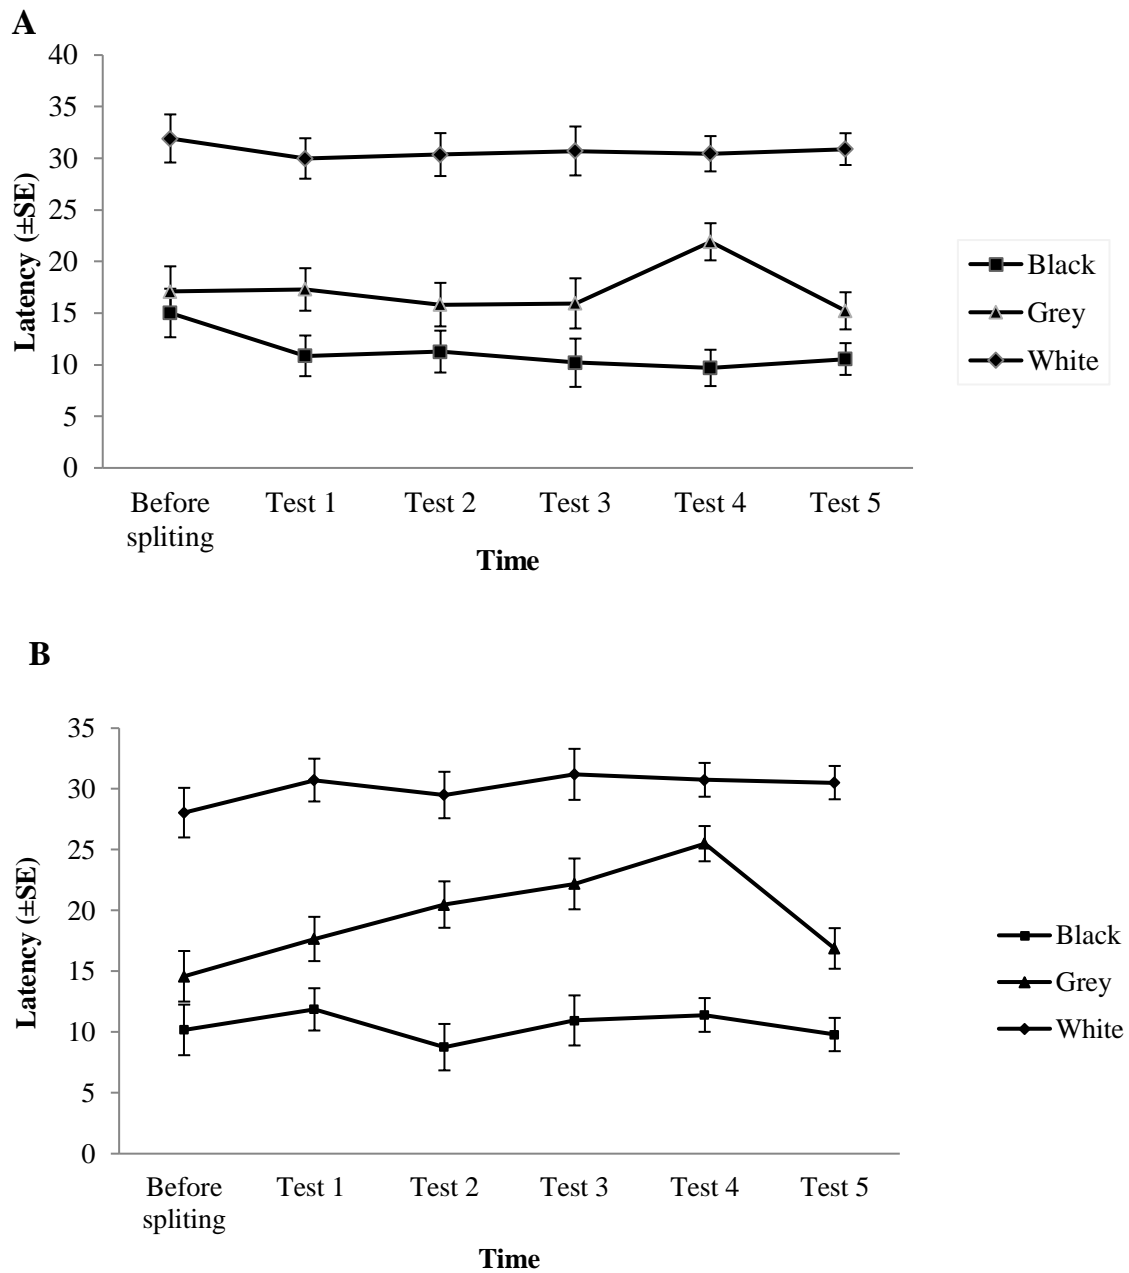 A
40
35
30
25
20
15
10
5
0
Latency (±SE)
Before
spliting
Test 1
Test 2
Test 3
Test 4
Test 5
Time
Black
Grey
White
B
35
30
25
20
15
10
5
0
Latency (±SE)
Before
spliting
Test 1
Test 2
Test 3
Test 4
Test 5
Time
Black
Grey
White